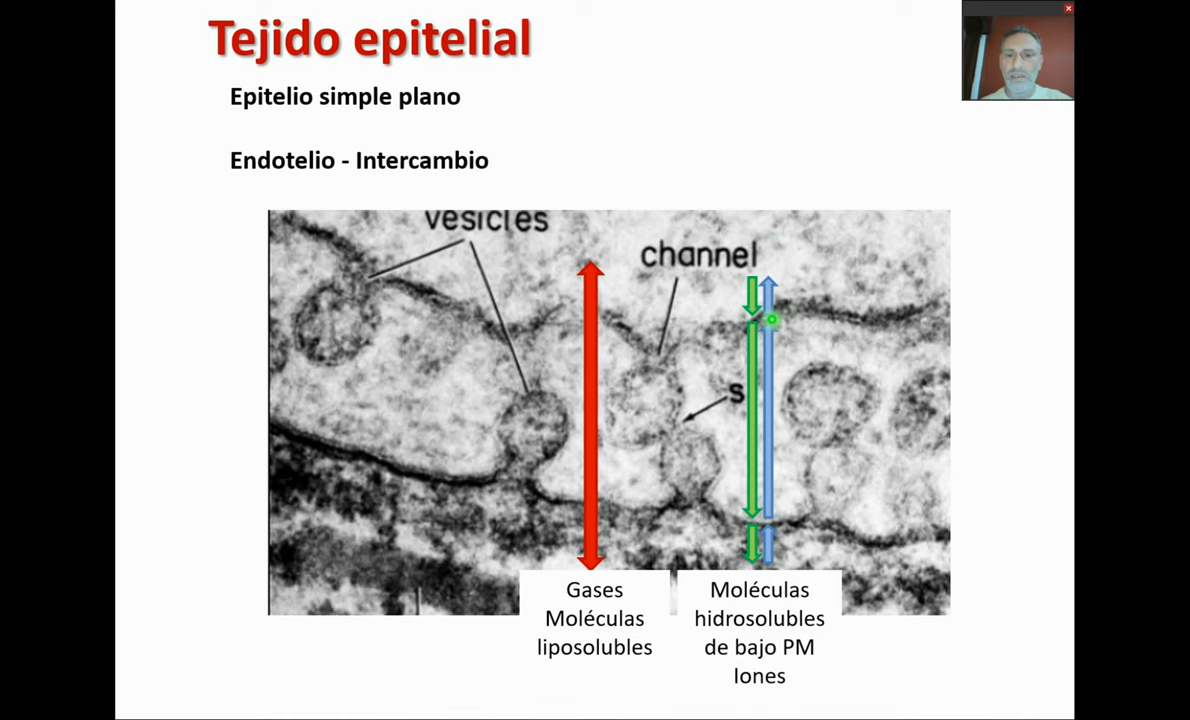 Tejido epitelial
Epitelio simple plano
Endotelio - Intercambio
vesicles
channel
s
Gases
Moléculas
liposolubles
Moléculas
hidrosolubles
de bajo PM
Iones